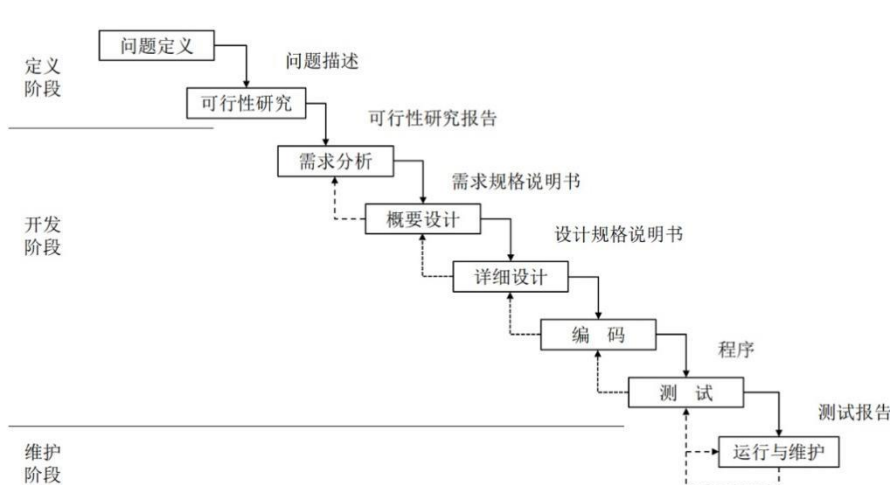 问题定义
定义
阶段
问题描述
可行性研究
可行性研究报告
需求分析
需求规格说明书
开发
阶段
概要设计
设计规格说明书
详细设计
编 码
程序
测 试
测试报告
维护
阶段
运行与维护